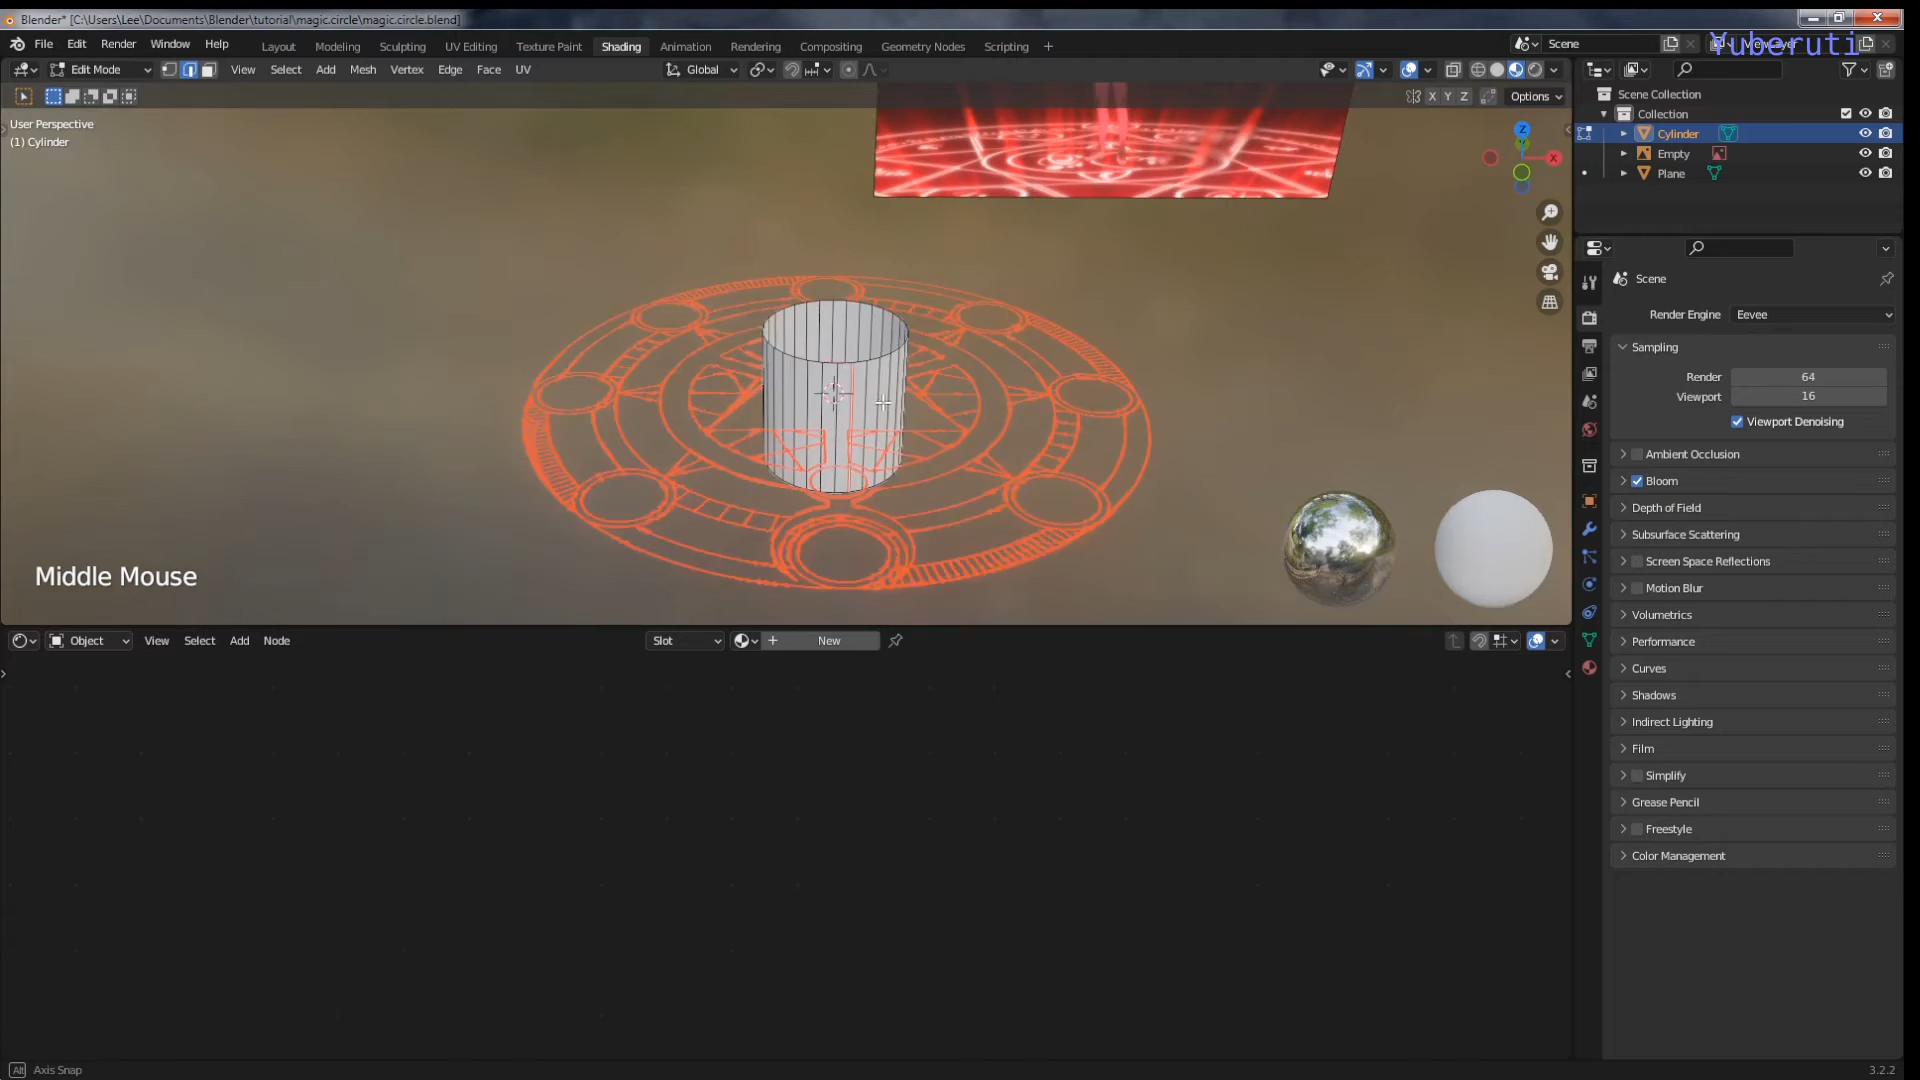 Blender* [C:\Users\Lee\Documents\Blender\tutorial\magic.circle\magic.circle.blend]
File Edit Render Window Help
Layout Modeling Sculpting UV Editing Texture Paint Shading Animation Rendering Compositing Geometry Nodes Scripting +
Scene
Yuberuti
Edit Mode View Select Add Mesh Vertex Edge Face UV
Global
X Y Z Options
User Perspective
(1) Cylinder
Z
X
Middle Mouse
Scene Collection
Collection
Cylinder
Empty
Plane
Scene
Render Engine Eevee
Sampling
Render 64
Viewport 16
Viewport Denoising
Ambient Occlusion
Bloom
Depth of Field
Subsurface Scattering
Screen Space Reflections
Motion Blur
Volumetrics
Performance
Curves
Shadows
Indirect Lighting
Film
Simplify
Grease Pencil
Freestyle
Color Management
Object View Select Add Node
Slot
New
Alt Axis Snap
3.2.2